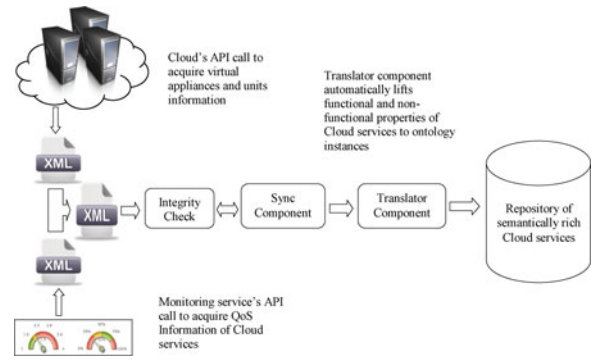 Cloud's API call to
acquire virtual
appliances and units
information
Translator component
automatically lifts
functional and non-
functional properties of
Cloud services to ontology
instances
XML
XML
XML
Integrity
Check
Sync
Component
Translator
Component
Repository of
semantically rich
Cloud services
Monitoring service's API
call to acquire QoS
Information of Cloud
services